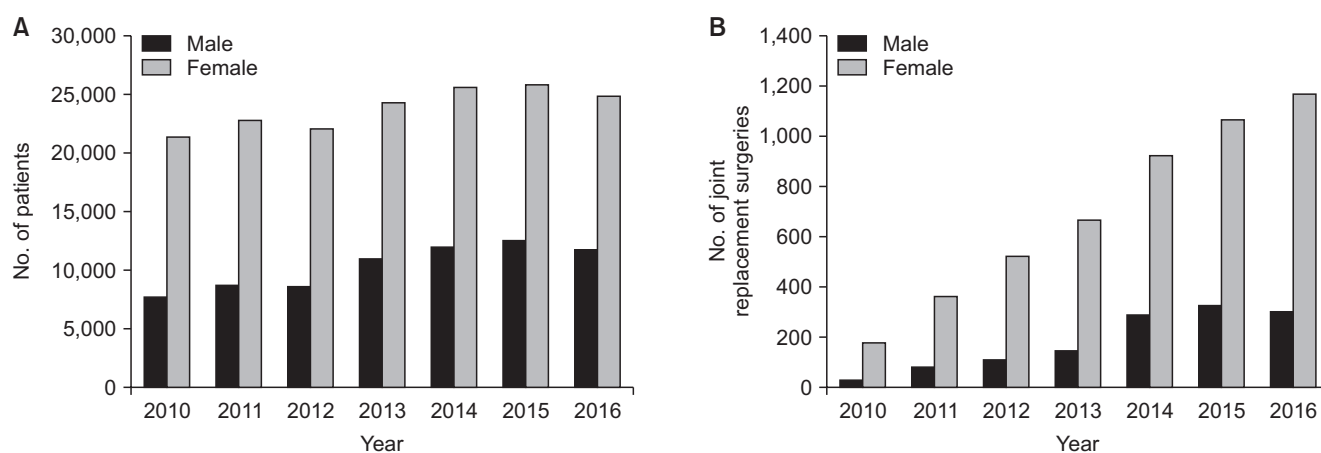 A
30,000
25,000
20,000
15,000
10,000
5,000
0
No. of patients
Male
Female
2010 2011 2012 2013 2014 2015 2016
Year
B
1,400
1,200
1,000
800
600
400
200
0
No. of joint
replacement surgeries
Male
Female
2010 2011 2012 2013 2014 2015 2016
Year